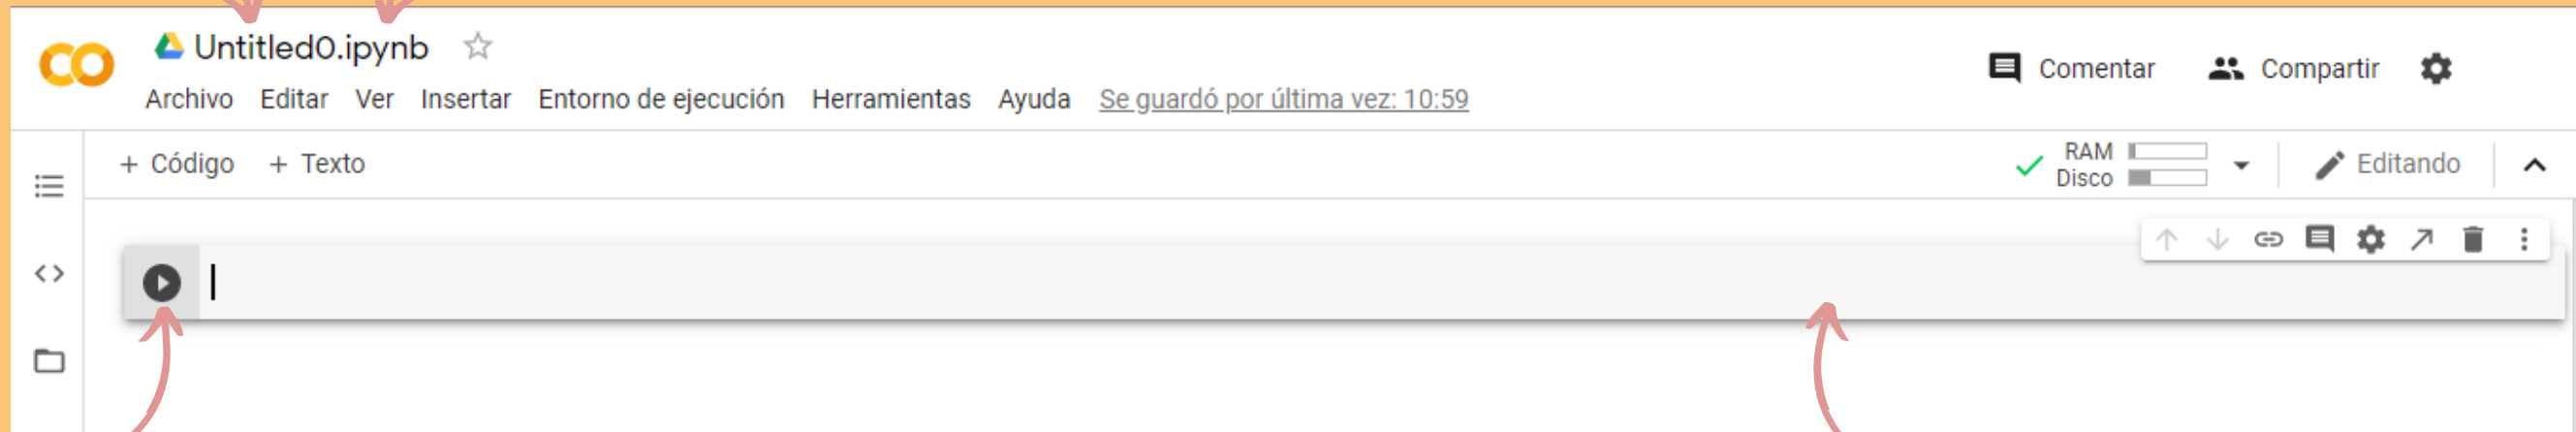 Untitled0.ipynb
Archivo Editar Ver Insertar Entorno de ejecución Herramientas Ayuda Se guardó por última vez: 10:59
Comentar Compartir
+ Código + Texto
RAM
Disco
Editando